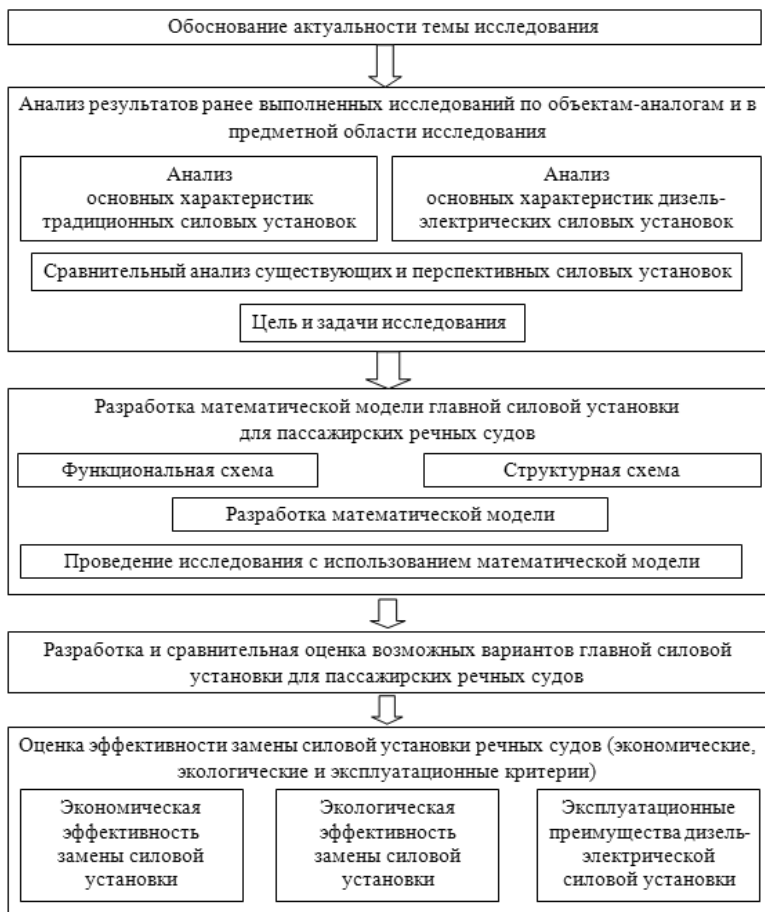 Обоснование актуальности темы исследования
Анализ результатов ранее выполненных исследований по объектам-аналогам и в
предметной области исследования
Анализ
основных характеристик
традиционных силовых установок
Анализ
основных характеристик дизель-
электрических силовых установок
Сравнительный анализ существующих и перспективных силовых установок
Цель и задачи исследования
Разработка математической модели главной силовой установки
для пассажирских речных судов
Функциональная схема
Структурная схема
Разработка математической модели
Проведение исследования с использованием математической модели
Разработка и сравнительная оценка возможных вариантов главной силовой
установки для пассажирских речных судов
Оценка эффективности замены силовой установки речных судов (экономические,
экологические и эксплуатационные критерии)
Экономическая
эффективность
замены силовой
установки
Экологическая
эффективность
замены силовой
установки
Эксплуатационные
преимущества дизель-
электрической
силовой установки